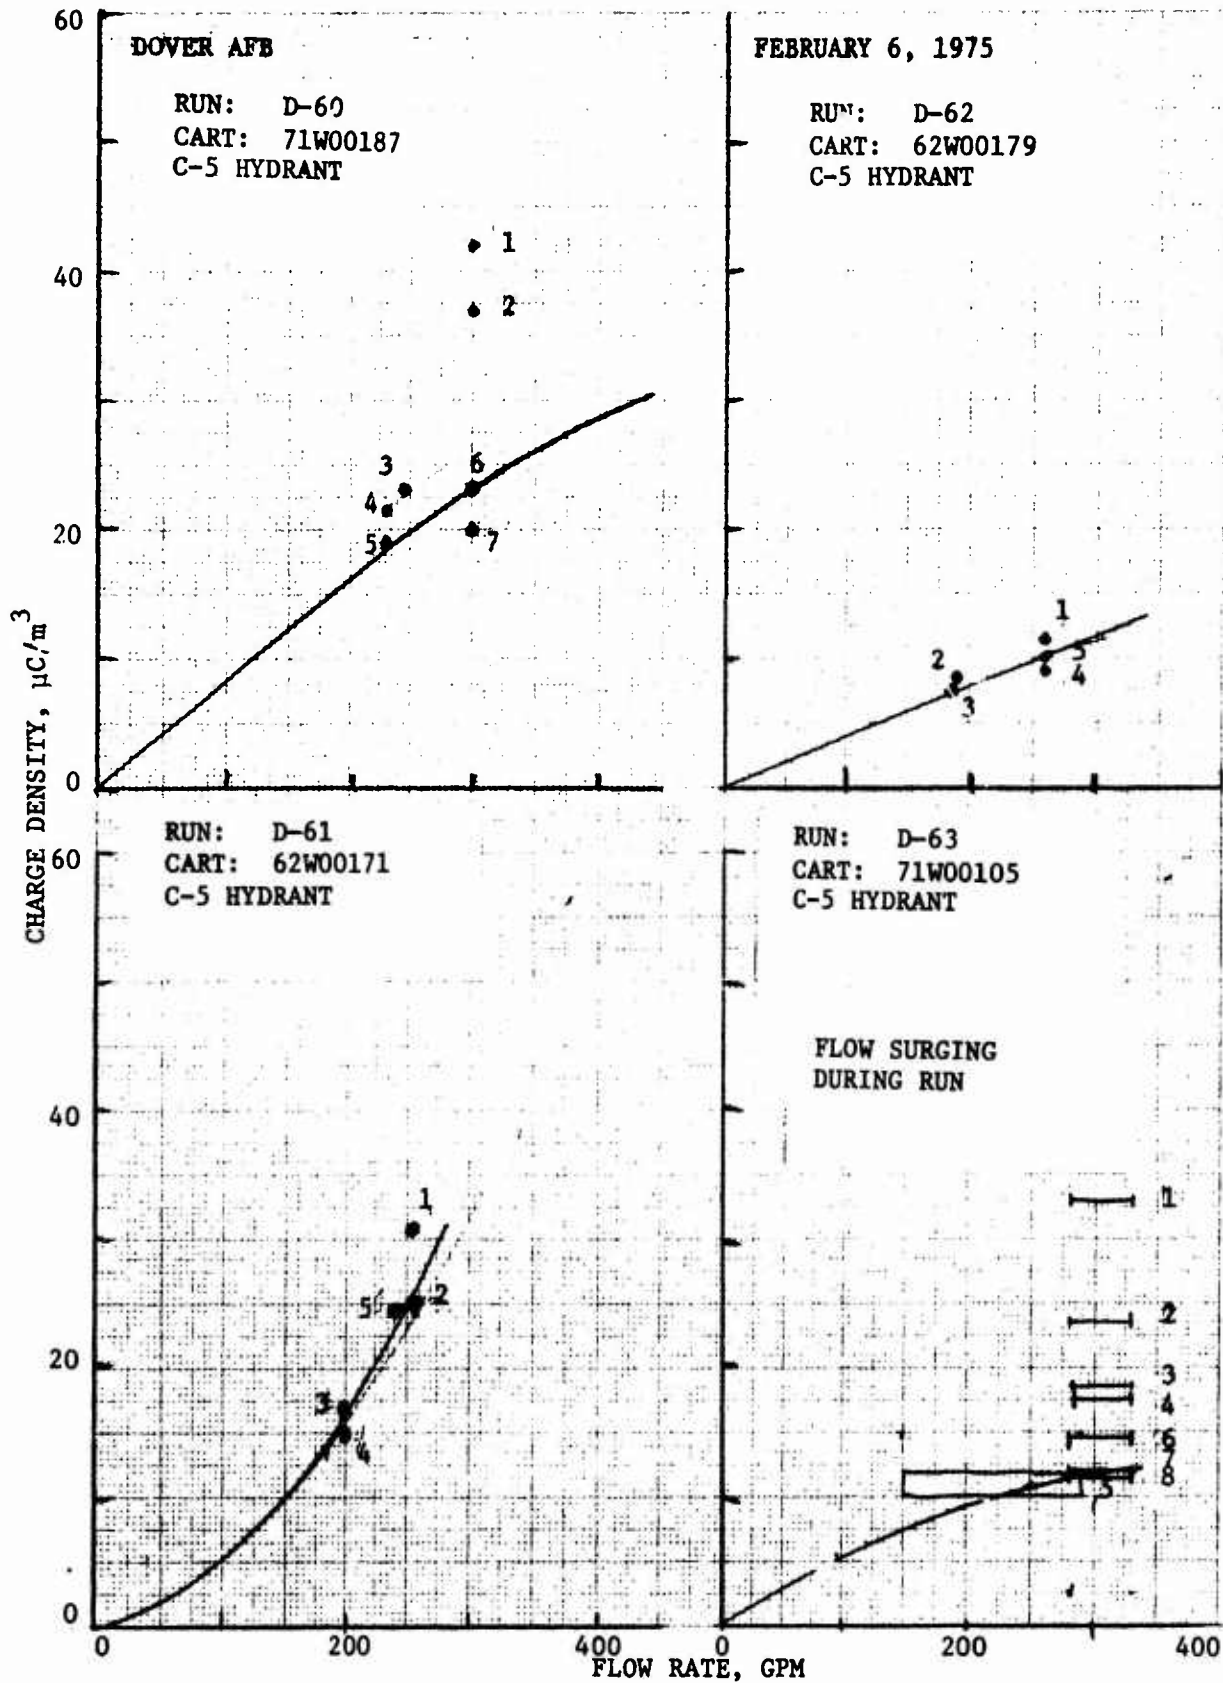 DOVER AFB
RUN: D-60
CART: 71W00187
C-5 HYDRANT
60
40
20
0
1
2
3
4
5
6
7
FEBRUARY 6, 1975
RUN: D-62
CART: 62W00179
C-5 HYDRANT
1
2
3
4
CHARGE DENSITY, µC/m³
RUN: D-61
CART: 62W00171
C-5 HYDRANT
60
40
20
0
1
2
3
4
5
0
200
400
RUN: D-63
CART: 71W00105
C-5 HYDRANT
FLOW SURGING
DURING RUN
1
2
3
4
6
7
8
5
0
200
400
FLOW RATE, GPM